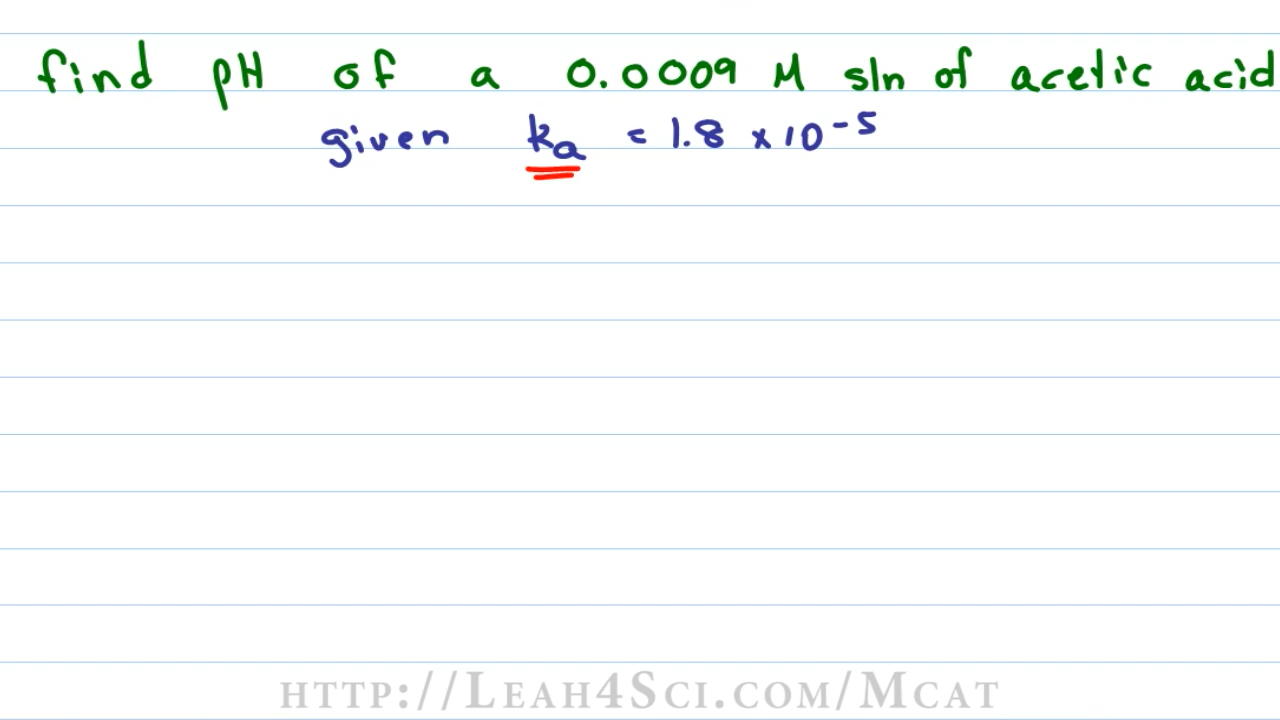 find pH of a 0.0009 M sln of acetic acid
given ka = 1.8 x 10-5
HTTP://LEAH4SCI.COM/MCAT